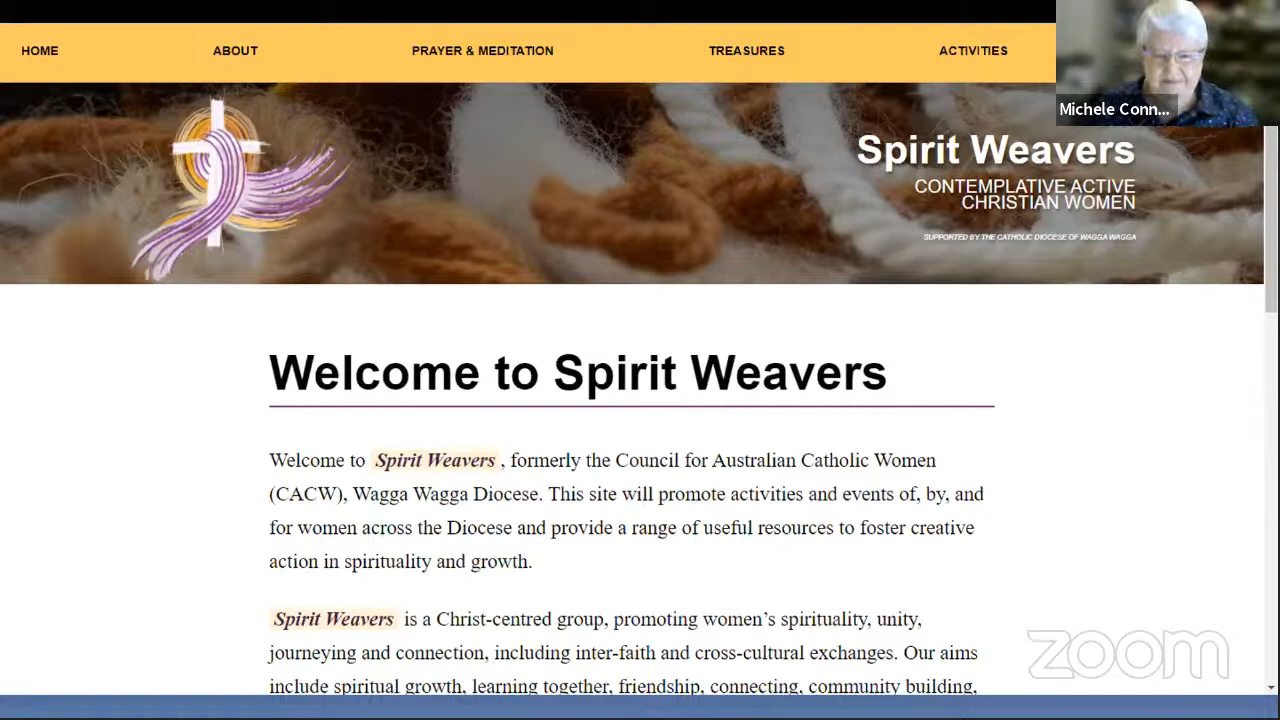 HOME ABOUT PRAYER & MEDITATION TREASURES ACTIVITIES
Michele Conn...
Spirit Weavers
CONTEMPLATIVE ACTIVE
CHRISTIAN WOMEN
SUPPORTED BY THE CATHOLIC DIOCESE OF WAGGA WAGGA
Welcome to Spirit Weavers
Welcome to Spirit Weavers , formerly the Council for Australian Catholic Women
(CACW), Wagga Wagga Diocese. This site will promote activities and events of, by, and
for women across the Diocese and provide a range of useful resources to foster creative
action in spirituality and growth.
Spirit Weavers is a Christ-centred group, promoting women’s spirituality, unity,
journeying and connection, including inter-faith and cross-cultural exchanges. Our aims
include spiritual growth, learning together, friendship, connecting, community building,
zoom